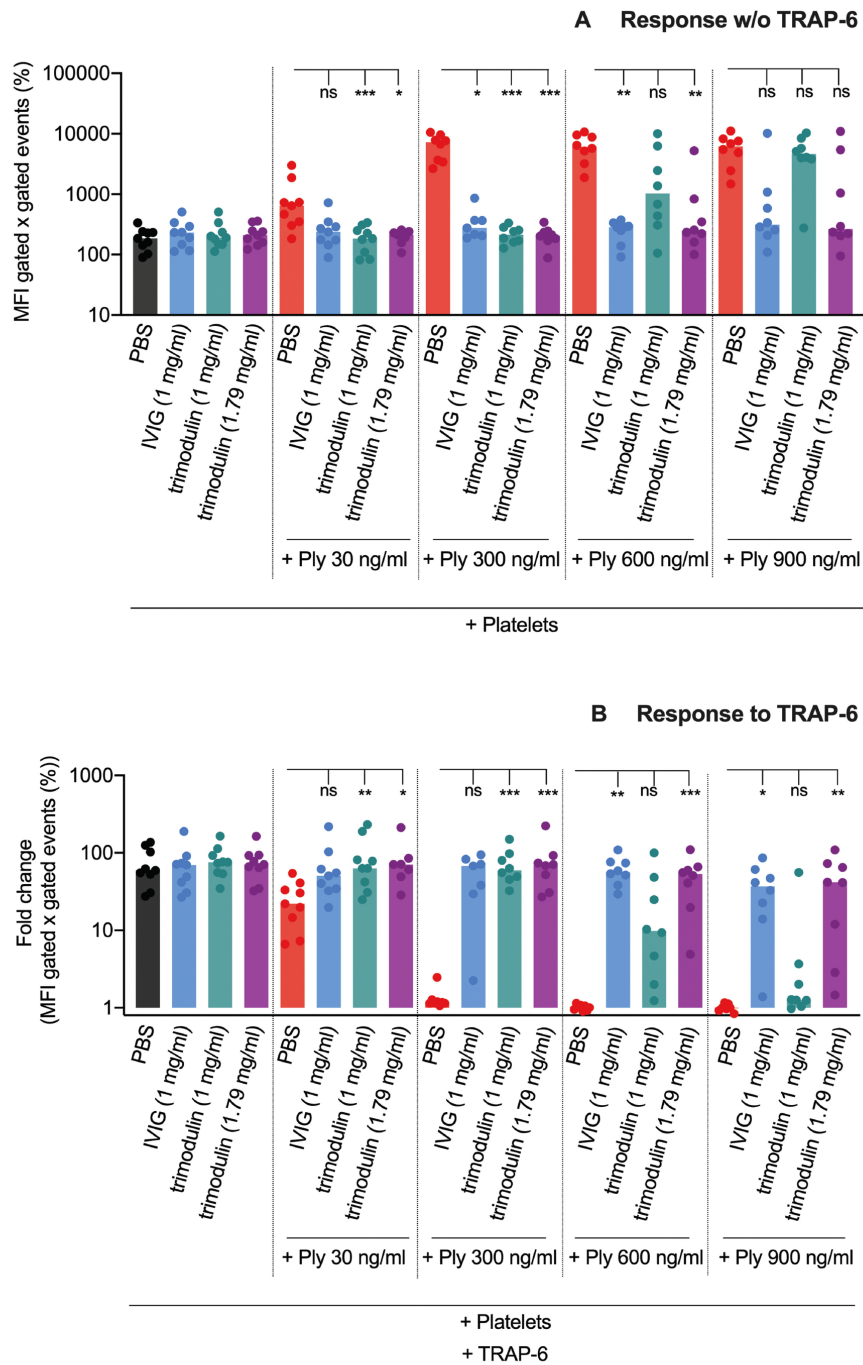 A Response w/o TRAP-6
MFI gated x gated events (%)
100000
10000
1000
100
10
ns *** *
* *** ***
** ns **
ns ns ns
PBS
IVIG (1 mg/ml)
trimodulin (1 mg/ml)
trimodulin (1.79 mg/ml)
PBS
IVIG (1 mg/ml)
trimodulin (1 mg/ml)
trimodulin (1.79 mg/ml)
PBS
IVIG (1 mg/ml)
trimodulin (1 mg/ml)
trimodulin (1.79 mg/ml)
PBS
IVIG (1 mg/ml)
trimodulin (1 mg/ml)
trimodulin (1.79 mg/ml)
PBS
IVIG (1 mg/ml)
trimodulin (1 mg/ml)
trimodulin (1.79 mg/ml)
+ Ply 30 ng/ml
+ Ply 300 ng/ml
+ Ply 600 ng/ml
+ Ply 900 ng/ml
+ Platelets
B Response to TRAP-6
Fold change
(MFI gated x gated events (%))
1000
100
10
1
ns ** *
ns *** ***
** ns ***
* ns **
PBS
IVIG (1 mg/ml)
trimodulin (1 mg/ml)
trimodulin (1.79 mg/ml)
PBS
IVIG (1 mg/ml)
trimodulin (1 mg/ml)
trimodulin (1.79 mg/ml)
PBS
IVIG (1 mg/ml)
trimodulin (1 mg/ml)
trimodulin (1.79 mg/ml)
PBS
IVIG (1 mg/ml)
trimodulin (1 mg/ml)
trimodulin (1.79 mg/ml)
PBS
IVIG (1 mg/ml)
trimodulin (1 mg/ml)
trimodulin (1.79 mg/ml)
+ Ply 30 ng/ml
+ Ply 300 ng/ml
+ Ply 600 ng/ml
+ Ply 900 ng/ml
+ Platelets
+ TRAP-6